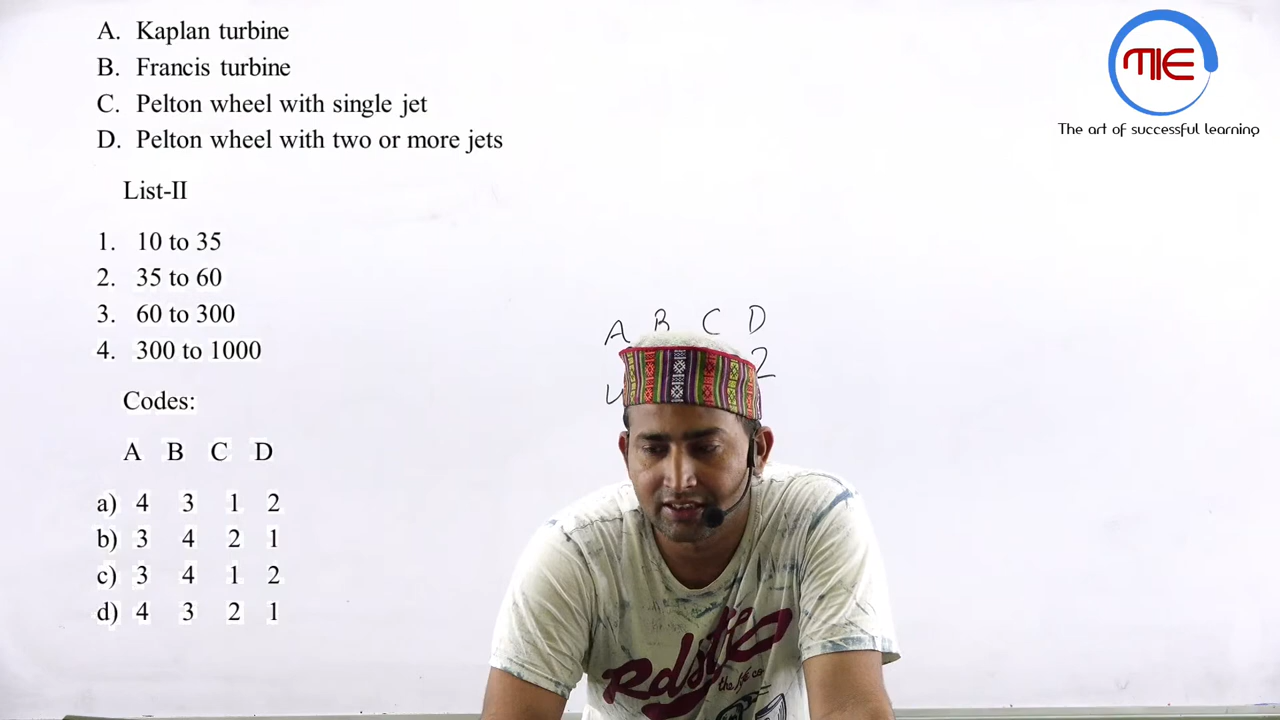 A. Kaplan turbine
B. Francis turbine
C. Pelton wheel with single jet
D. Pelton wheel with two or more jets
List-II
1. 10 to 35
2. 35 to 60
3. 60 to 300
4. 300 to 1000
Codes:
A B C D
a) 4 3 1 2
b) 3 4 2 1
c) 3 4 1 2
d) 4 3 2 1
MIE
The art of successful learning
A B C D
2
Rdstle